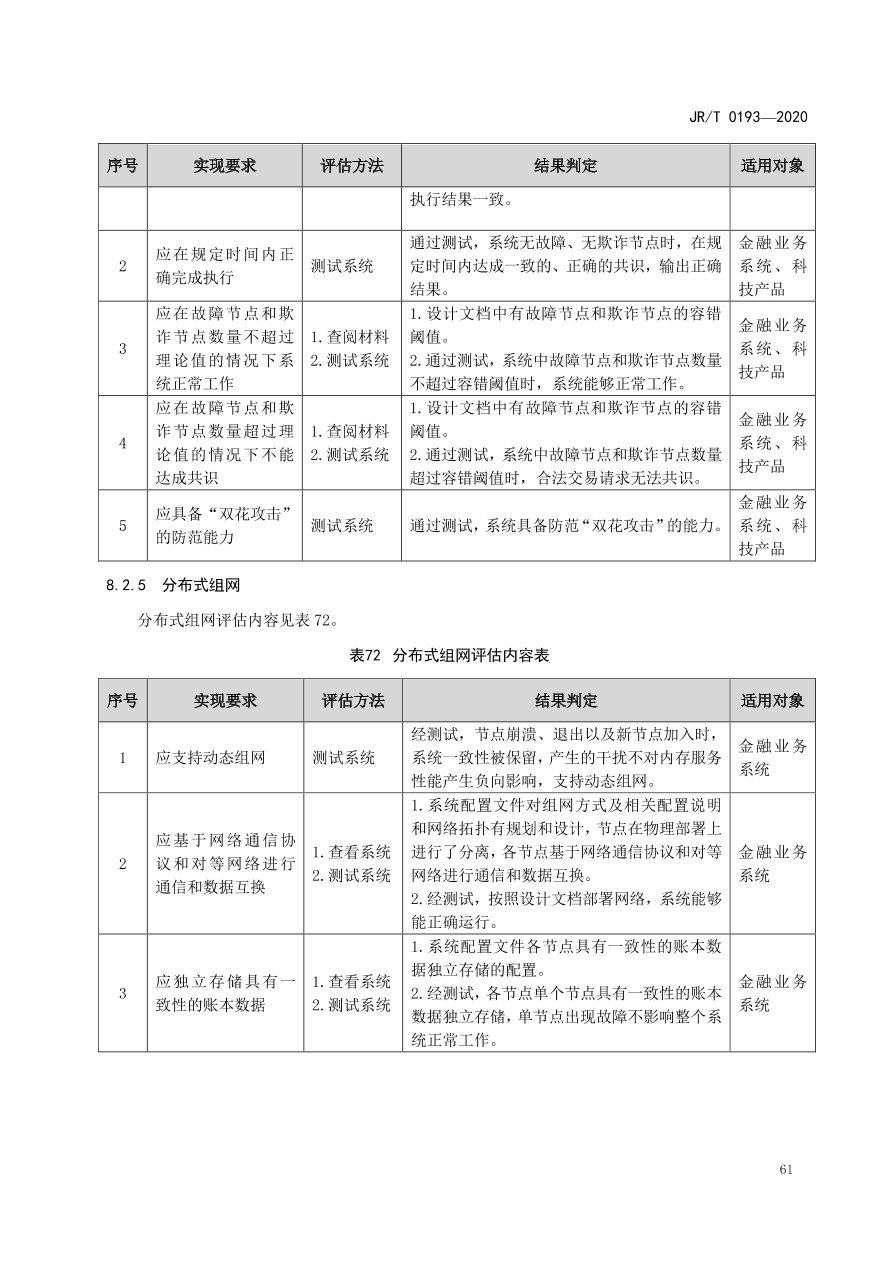 JR/T 0193—2020
序号 实现要求 评估方法 结果判定 适用对象
执行结果一致。
2 应在规定时间内正确完成执行 测试系统 通过测试，系统无故障、无欺诈节点时，在规定时间内达成一致的、正确的共识，输出正确结果。 金融业务系统、科技产品
3 应在故障节点和欺诈节点数量不超过理论值的情况下系统正常工作 1.查阅材料 2.测试系统 1.设计文档中有故障节点和欺诈节点的容错阈值。 2.通过测试，系统中故障节点和欺诈节点数量不超过容错阈值时，系统能够正常工作。 金融业务系统、科技产品
4 应在故障节点和欺诈节点数量超过理论值的情况下不能达成共识 1.查阅材料 2.测试系统 1.设计文档中有故障节点和欺诈节点的容错阈值。 2.通过测试，系统中故障节点和欺诈节点数量超过容错阈值时，合法交易请求无法共识。 金融业务系统、科技产品
5 应具备“双花攻击”的防范能力 测试系统 通过测试，系统具备防范“双花攻击”的能力。 金融业务系统、科技产品
8.2.5 分布式组网
分布式组网评估内容见表 72。
表72 分布式组网评估内容表
序号 实现要求 评估方法 结果判定 适用对象
1 应支持动态组网 测试系统 经测试，节点崩溃、退出以及新节点加入时，系统一致性被保留，产生的干扰不对内存服务性能产生负向影响，支持动态组网。 金融业务系统
2 应基于网络通信协议和对等网络进行通信和数据互换 1.查看系统 2.测试系统 1.系统配置文件对组网方式及相关配置说明和网络拓扑有规划和设计，节点在物理部署上进行了分离，各节点基于网络通信协议和对等网络进行通信和数据互换。 2.经测试，按照设计文档部署网络，系统能够能正确运行。 金融业务系统
3 应独立存储具有一致性的账本数据 1.查看系统 2.测试系统 1.系统配置文件各节点具有一致性的账本数据独立存储的配置。 2.经测试，各节点单个节点具有一致性的账本数据独立存储，单节点出现故障不影响整个系统正常工作。 金融业务系统
61